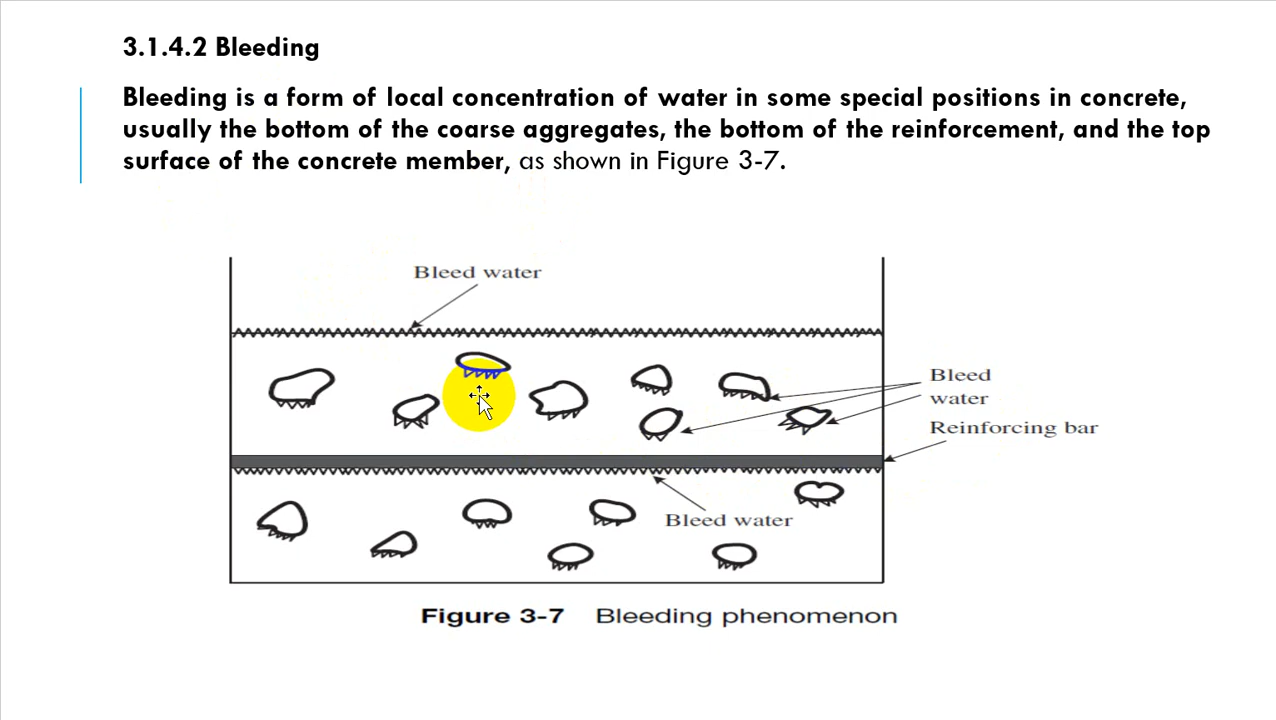 3.1.4.2 Bleeding
Bleeding is a form of local concentration of water in some special positions in concrete,
usually the bottom of the coarse aggregates, the bottom of the reinforcement, and the top
surface of the concrete member, as shown in Figure 3-7.
Bleed water
Bleed
water
Reinforcing bar
Bleed water
Figure 3-7 Bleeding phenomenon